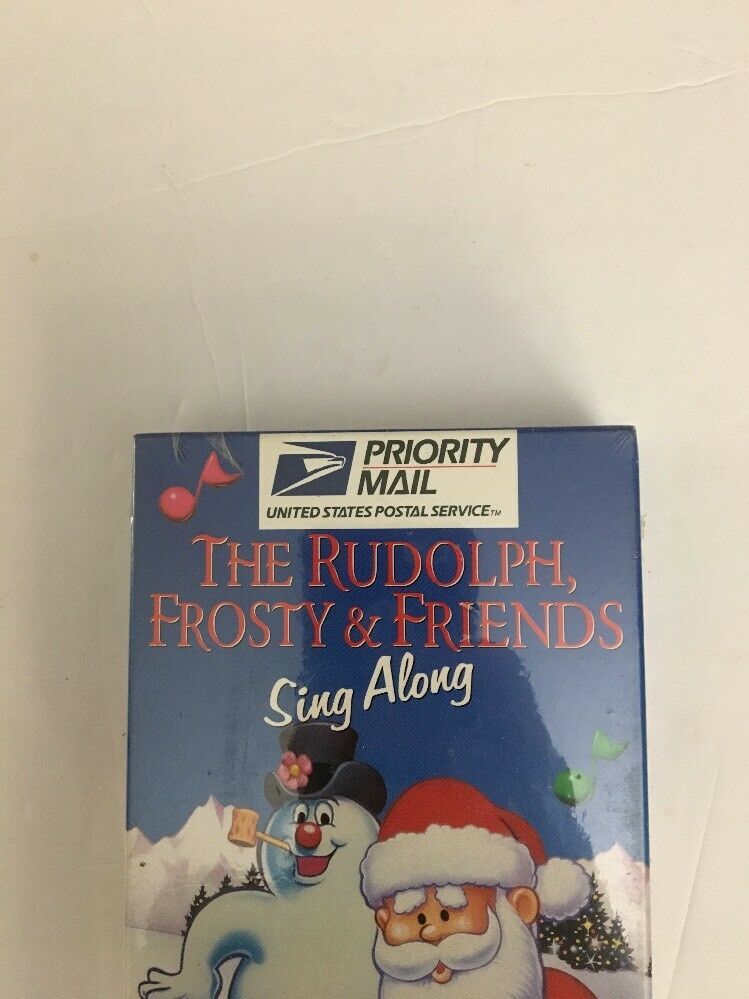 PRIORITY
MAIL
UNITED STATES POSTAL SERVICE™
THE RUDOLPH,
FROSTY & FRIENDS
Sing Along